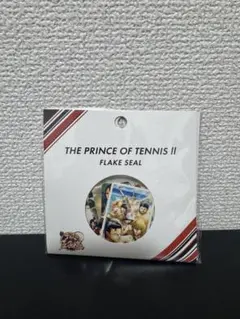 THE PRINCE OF TENNIS II
FLAKE SEAL